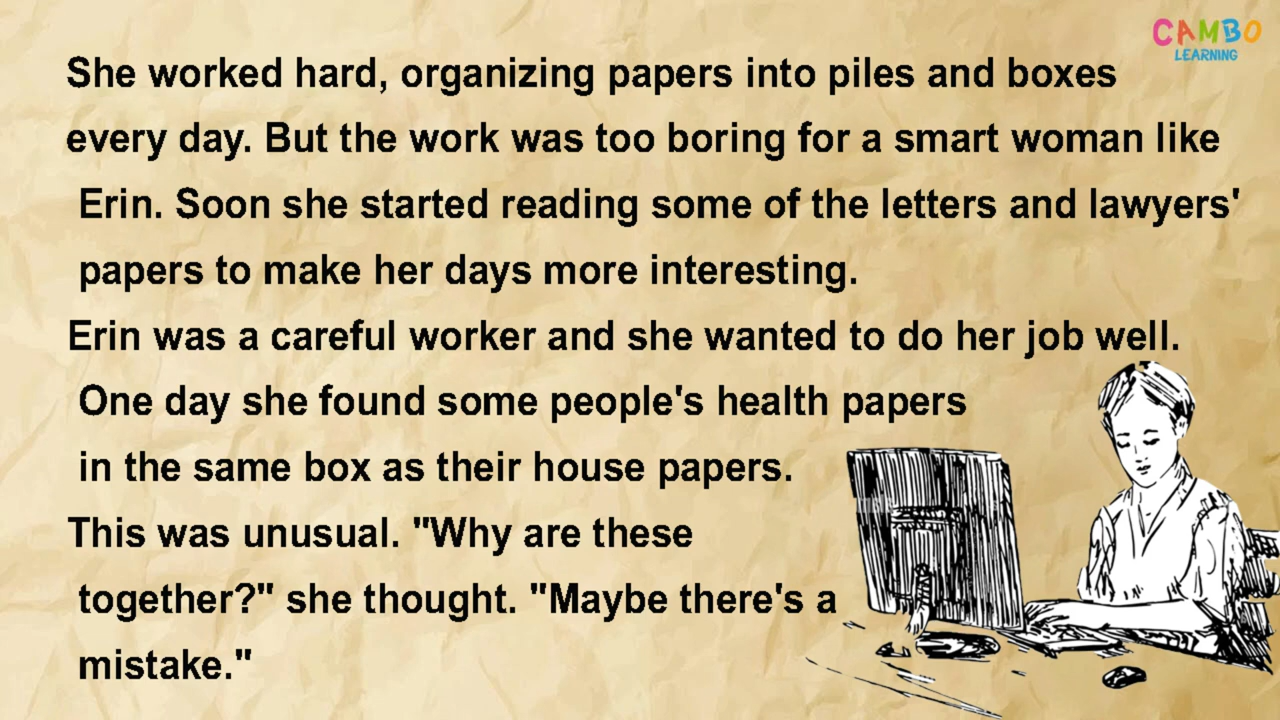 CAMBO
LEARNING
She worked hard, organizing papers into piles and boxes
every day. But the work was too boring for a smart woman like
Erin. Soon she started reading some of the letters and lawyers'
papers to make her days more interesting.
Erin was a careful worker and she wanted to do her job well.
One day she found some people's health papers
in the same box as their house papers.
This was unusual. "Why are these
together?" she thought. "Maybe there's a
mistake."